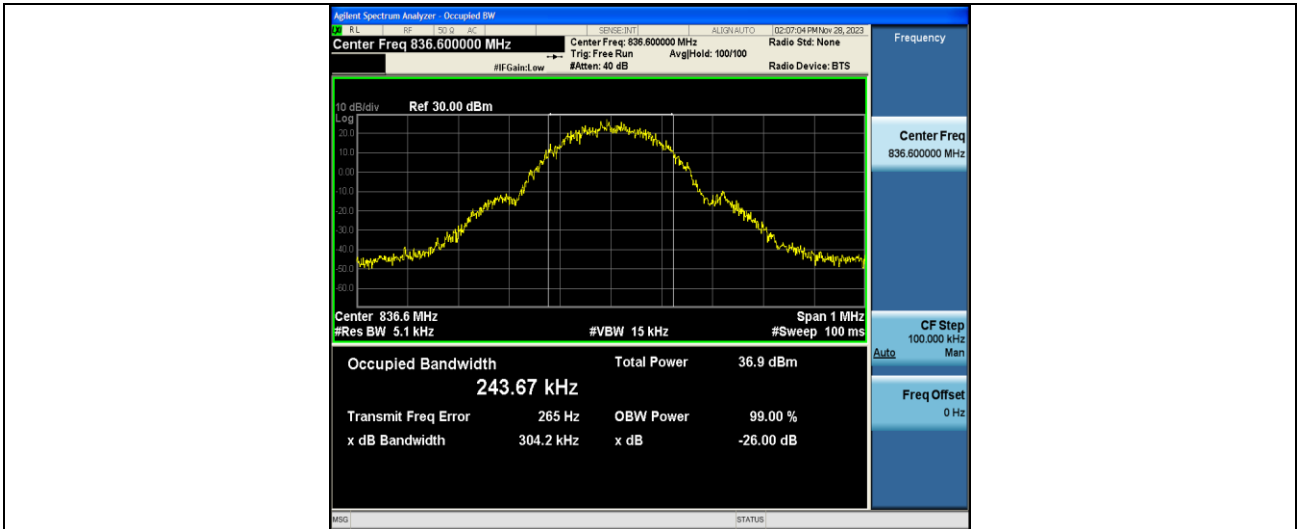 Agilent Spectrum Analyzer - Occupied BW
RL RF 50 Ω AC SENSE:INT ALIGN AUTO 02:07:04 PM Nov 28, 2023
Center Freq 836.600000 MHz
Center Freq: 836.600000 MHz
Radio Std: None
Trig: Free Run Avg|Hold: 100/100
#IFGain:Low #Atten: 40 dB Radio Device: BTS
10 dB/div Ref 30.00 dBm
Log
20.0
10.0
0.00
-10.0
-20.0
-30.0
-40.0
-50.0
-60.0
Center 836.6 MHz Span 1 MHz
#Res BW 5.1 kHz #VBW 15 kHz #Sweep 100 ms
Occupied Bandwidth Total Power 36.9 dBm
243.67 kHz
Transmit Freq Error 265 Hz OBW Power 99.00 %
x dB Bandwidth 304.2 kHz x dB -26.00 dB
MSG STATUS
Frequency
Center Freq
836.600000 MHz
CF Step
100.000 kHz
Auto Man
Freq Offset
0 Hz